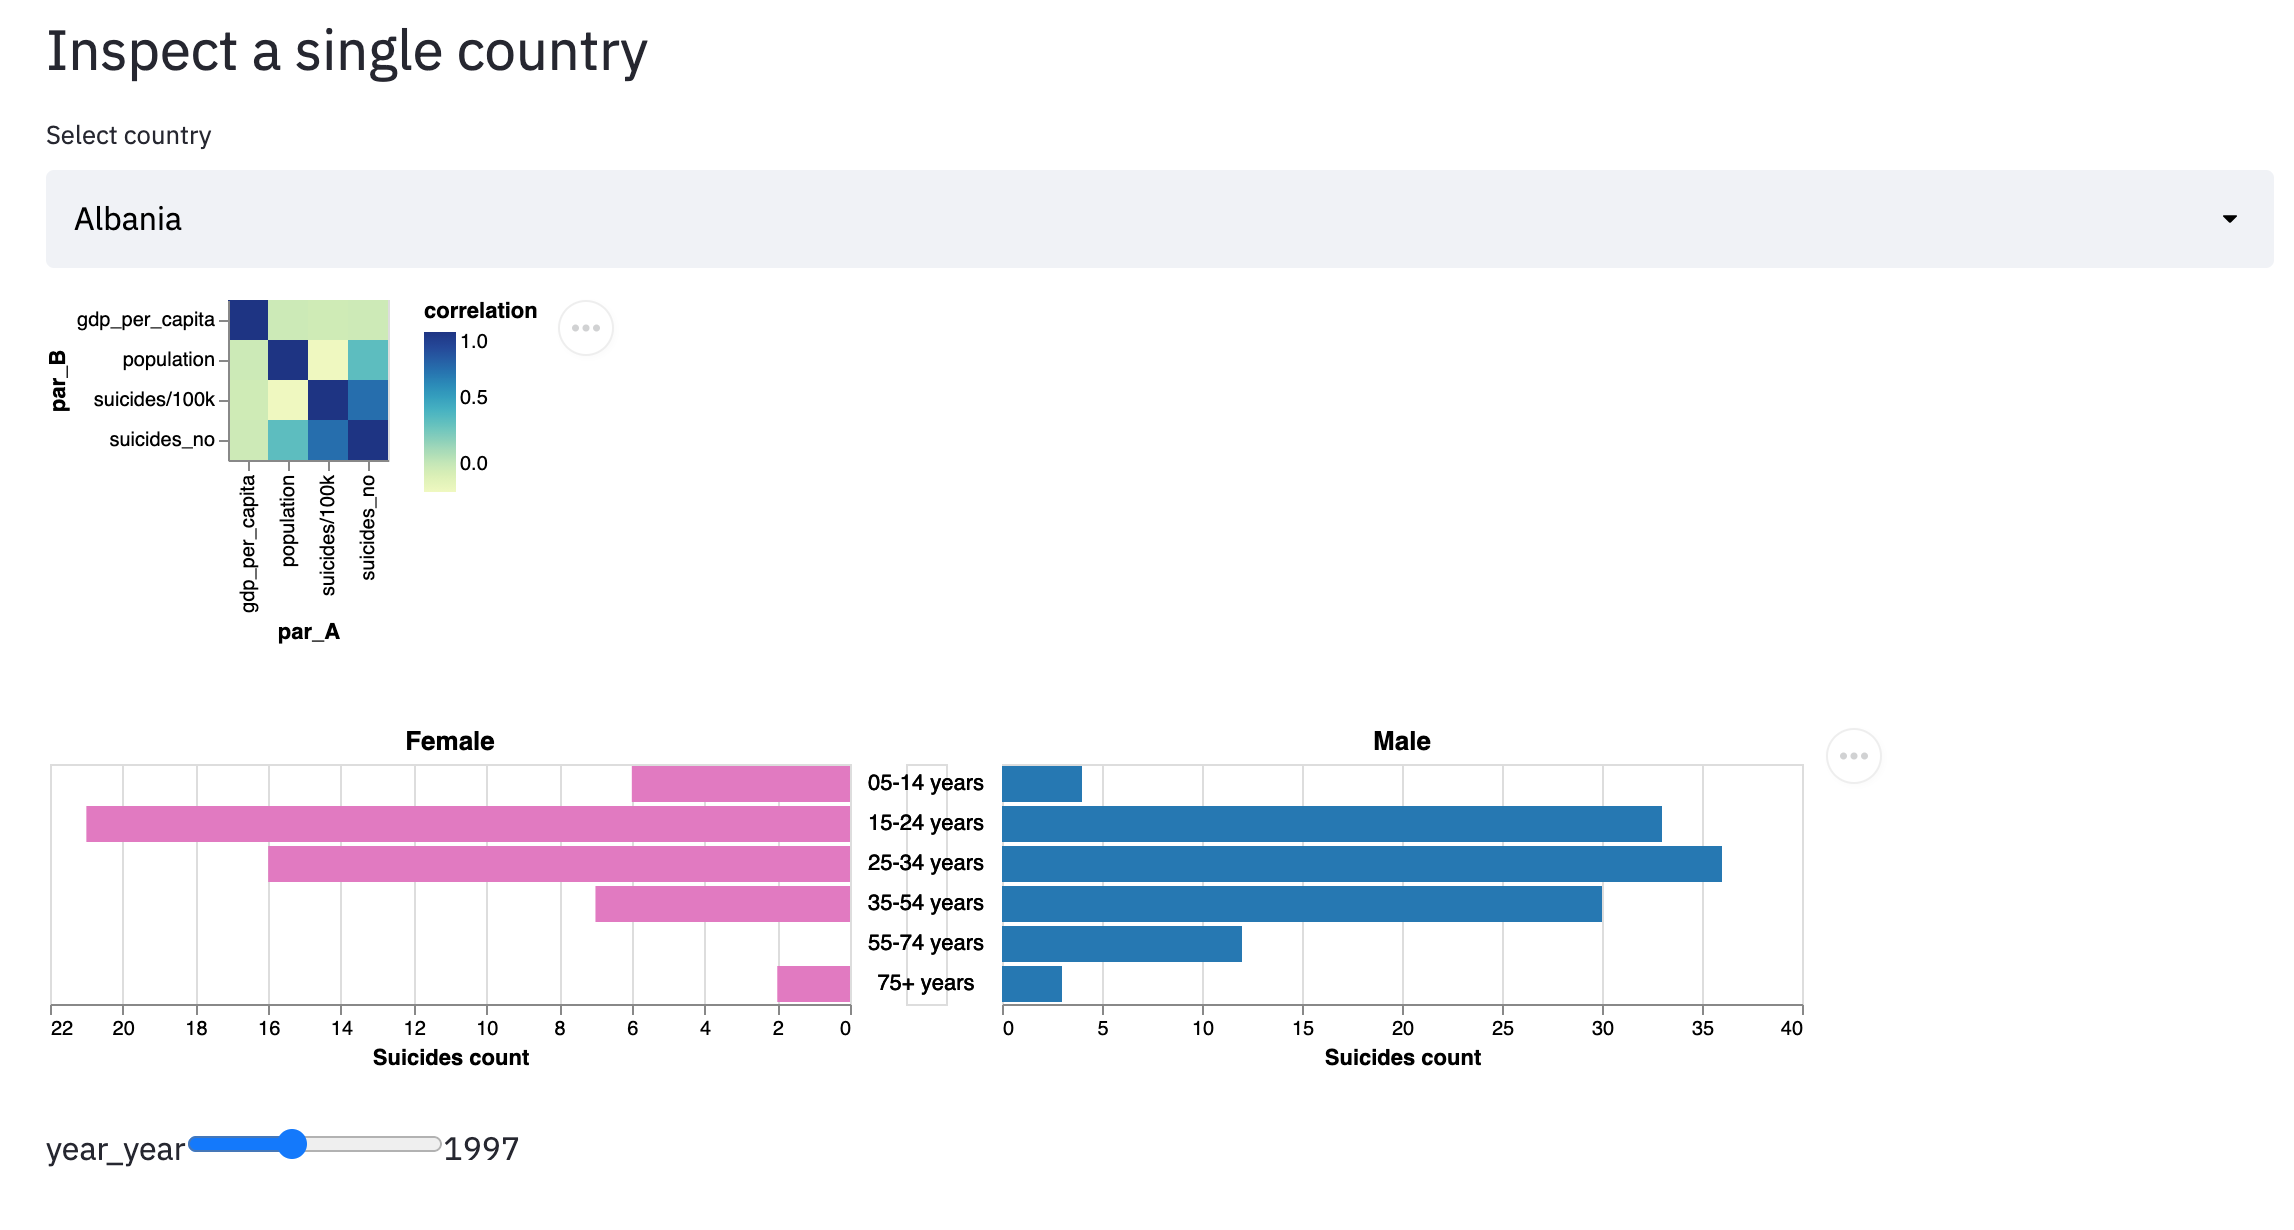 Inspect a single country
Select country
Albania
correlation
gdp_per_capita
population
suicides/100k
suicides_no
par_B
1.0
0.5
0.0
gdp_per_capita
population
suicides/100k
suicides_no
par_A
Female
Male
05-14 years
15-24 years
25-34 years
35-54 years
55-74 years
75+ years
22 20 18 16 14 12 10 8 6 4 2 0
0 5 10 15 20 25 30 35 40
Suicides count
Suicides count
year_year 1997